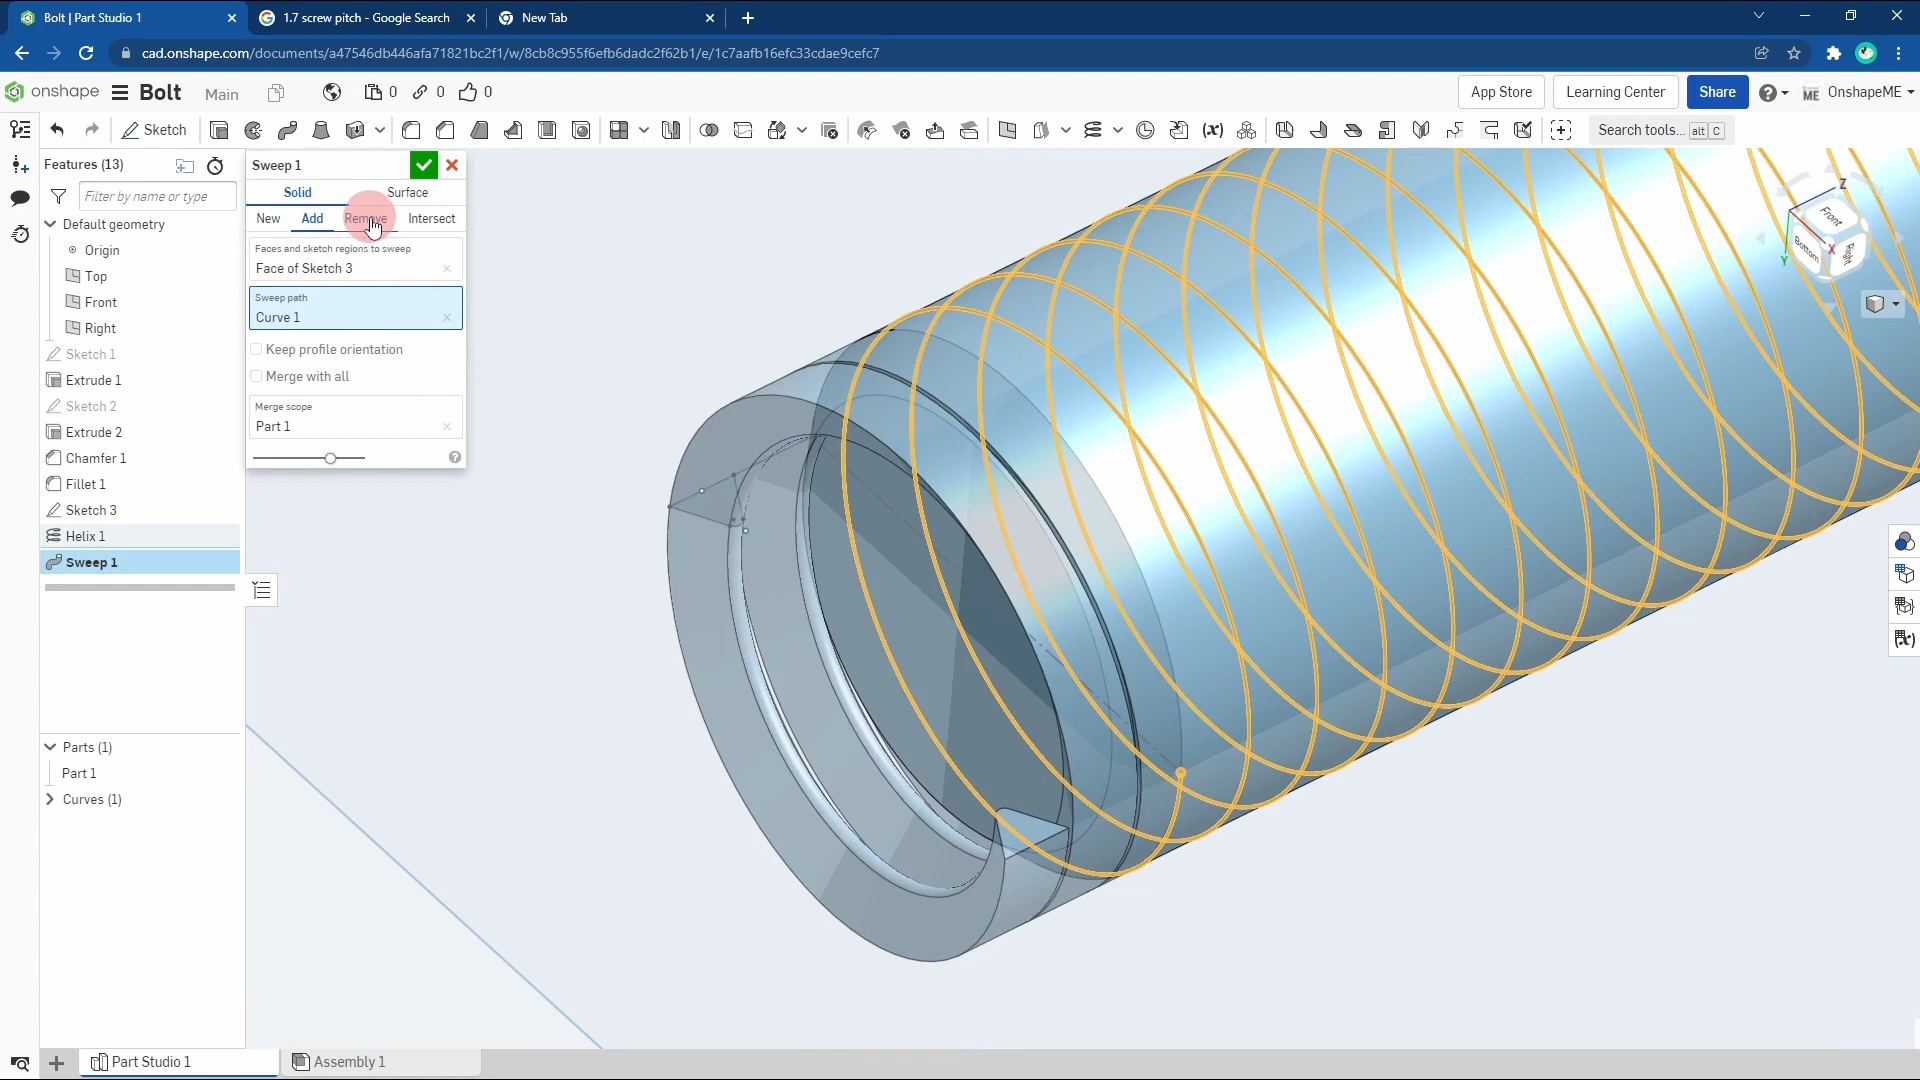 Bolt | Part Studio 1
1.7 screw pitch - Google Search
New Tab
cad.onshape.com/documents/a47546db446afa71821bc2f1/w/8cb8c955f6efb6dadc2f62b1/e/1c7aafb16efc33cdae9cefc7
onshape
Bolt
Main
0
0
0
App Store
Learning Center
Share
ME
OnshapeME
Sketch
Search tools... alt C
Features (13)
Filter by name or type
Default geometry
Origin
Top
Front
Right
Sketch 1
Extrude 1
Sketch 2
Extrude 2
Chamfer 1
Fillet 1
Sketch 3
Helix 1
Sweep 1
Parts (1)
Part 1
Curves (1)
Sweep 1
Solid
Surface
New
Add
Remove
Intersect
Faces and sketch regions to sweep
Face of Sketch 3
Sweep path
Curve 1
Keep profile orientation
Merge with all
Merge scope
Part 1
Z
Front
Bottom
Right
X
Y
Part Studio 1
Assembly 1